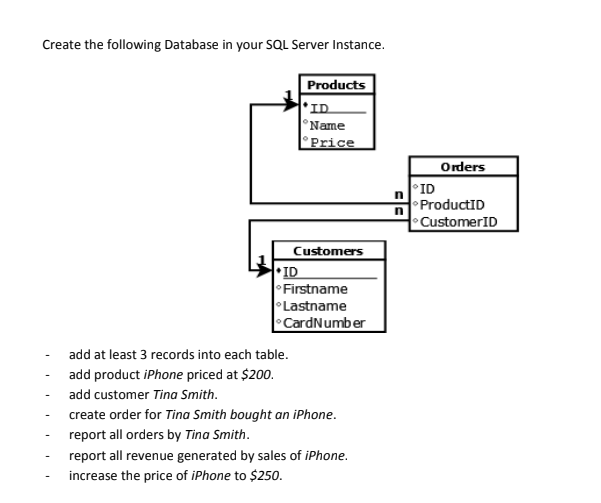 Create the following Database in your SQL Server Instance.
Products
1
ID
Name
Price
Orders
n
ID
ProductID
n
CustomerID
Customers
1
ID
Firstname
Lastname
CardNumber
- add at least 3 records into each table.
- add product iPhone priced at $200.
- add customer Tina Smith.
- create order for Tina Smith bought an iPhone.
- report all orders by Tina Smith.
- report all revenue generated by sales of iPhone.
- increase the price of iPhone to $250.